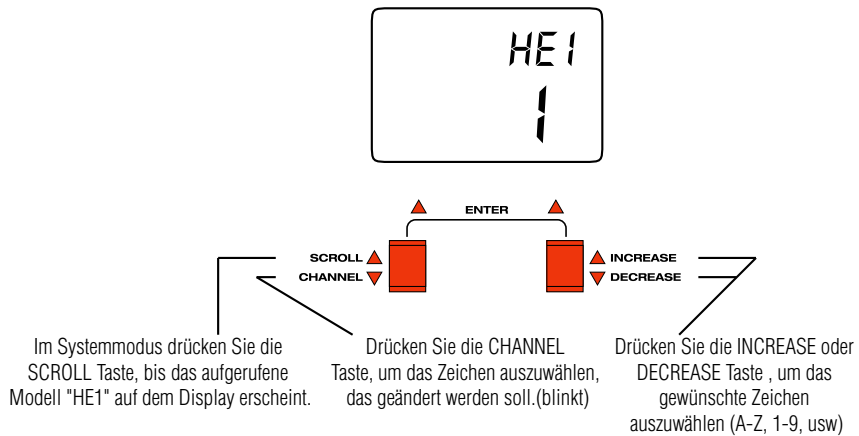 HE1
1
ENTER
SCROLL
CHANNEL
INCREASE
DECREASE
Im Systemmodus drücken Sie die
SCROLL Taste, bis das aufgerufene
Modell "HE1" auf dem Display erscheint.
Drücken Sie die CHANNEL
Taste, um das Zeichen auszuwählen,
das geändert werden soll.(blinkt)
Drücken Sie die INCREASE oder
DECREASE Taste , um das
gewünschte Zeichen
auszuwählen (A-Z, 1-9, usw)